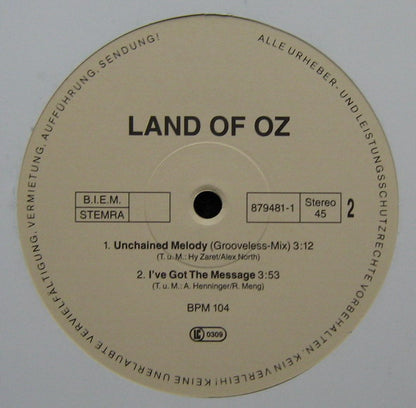 ALLE URHEBER- UND LEISTUNGSSCHUTZRECHTE VORBEHALTEN. KEIN VERLEIH! KEINE UNERLAUBTE VERVIELFÄLTIGUNG, VERMIETUNG, AUFFÜHRUNG, SENDUNG!
LAND OF OZ
B.I.E.M.
STEMRA
879481-1
Stereo
45
2
1. Unchained Melody (Grooveless-Mix) 3:12
(T. u. M.: Hy Zaret/Alex North)
2. I've Got The Message 3:53
(T. u. M.: A. Henninger/R. Meng)
BPM 104
LC 0309